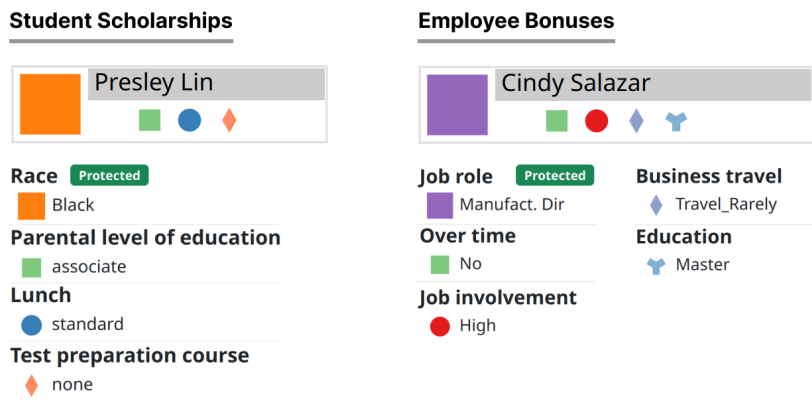 Student Scholarships
Presley Lin
Race Protected
Black
Parental level of education
associate
Lunch
standard
Test preparation course
none
Employee Bonuses
Cindy Salazar
Job role Protected
Manufact. Dir
Over time
No
Job involvement
High
Business travel
Travel_Rarely
Education
Master